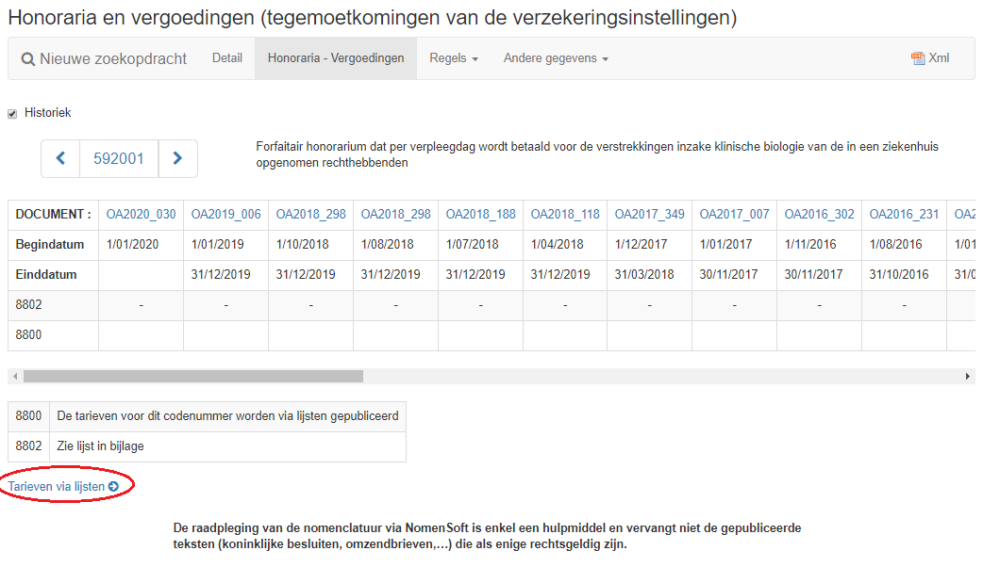 Honoraria en vergoedingen (tegemoetkomingen van de verzekeringsinstellingen)
Nieuwe zoekopdracht Detail Honoraria - Vergoedingen Regels Andere gegevens Xml
Historiek
592001
Forfaitair honorarium dat per verpleegdag wordt betaald voor de verstrekkingen inzake klinische biologie van de in een ziekenhuis
opgenomen rechthebbenden
DOCUMENT : OA2020_030 OA2019_006 OA2018_298 OA2018_298 OA2018_188 OA2018_118 OA2017_349 OA2017_007 OA2016_302 OA2016_231 OA2
Begindatum 1/01/2020 1/01/2019 1/10/2018 1/08/2018 1/07/2018 1/04/2018 1/12/2017 1/01/2017 1/11/2016 1/08/2016 1/01
Einddatum 31/12/2019 31/12/2019 31/12/2019 31/12/2019 31/12/2019 31/03/2018 30/11/2017 30/11/2017 31/10/2016 31/0
8802 - - - - - - - - - -
8800
8800 De tarieven voor dit codenummer worden via lijsten gepubliceerd
8802 Zie lijst in bijlage
Tarieven via lijsten
De raadpleging van de nomenclatuur via NomenSoft is enkel een hulpmiddel en vervangt niet de gepubliceerde
teksten (koninklijke besluiten, omzendbrieven,...) die als enige rechtsgeldig zijn.